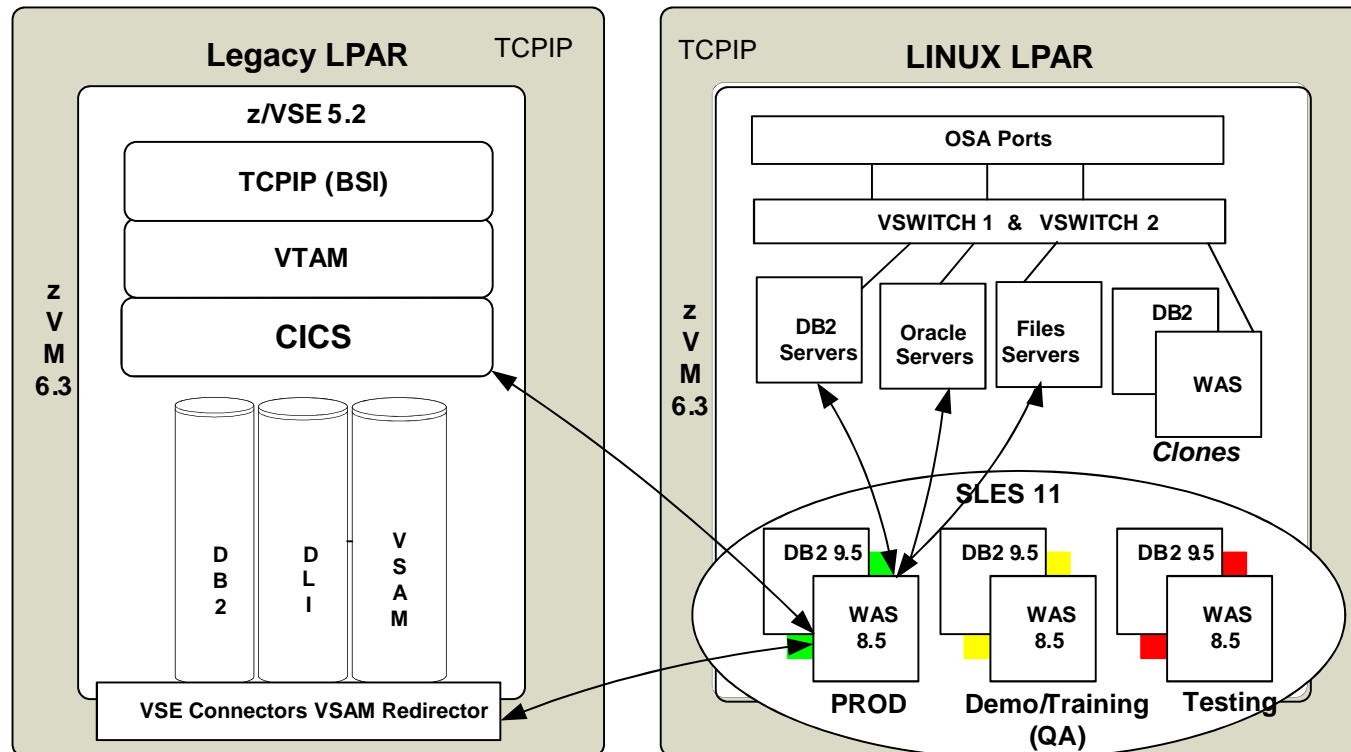 Legacy LPAR
TCPIP
z/VSE 5.2
TCPIP (BSI)
VTAM
CICS
z
V
M
6.3
D
B
2
D
L
I
V
S
A
M
VSE Connectors VSAM Redirector
TCPIP
LINUX LPAR
OSA Ports
VSWITCH 1 & VSWITCH 2
z
V
M
6.3
DB2
Servers
Oracle
Servers
Files
Servers
DB2
WAS
Clones
SLES 11
DB2 9.5
WAS
8.5
PROD
DB2 9.5
WAS
8.5
Demo/Training
(QA)
DB2 9.5
WAS
8.5
Testing